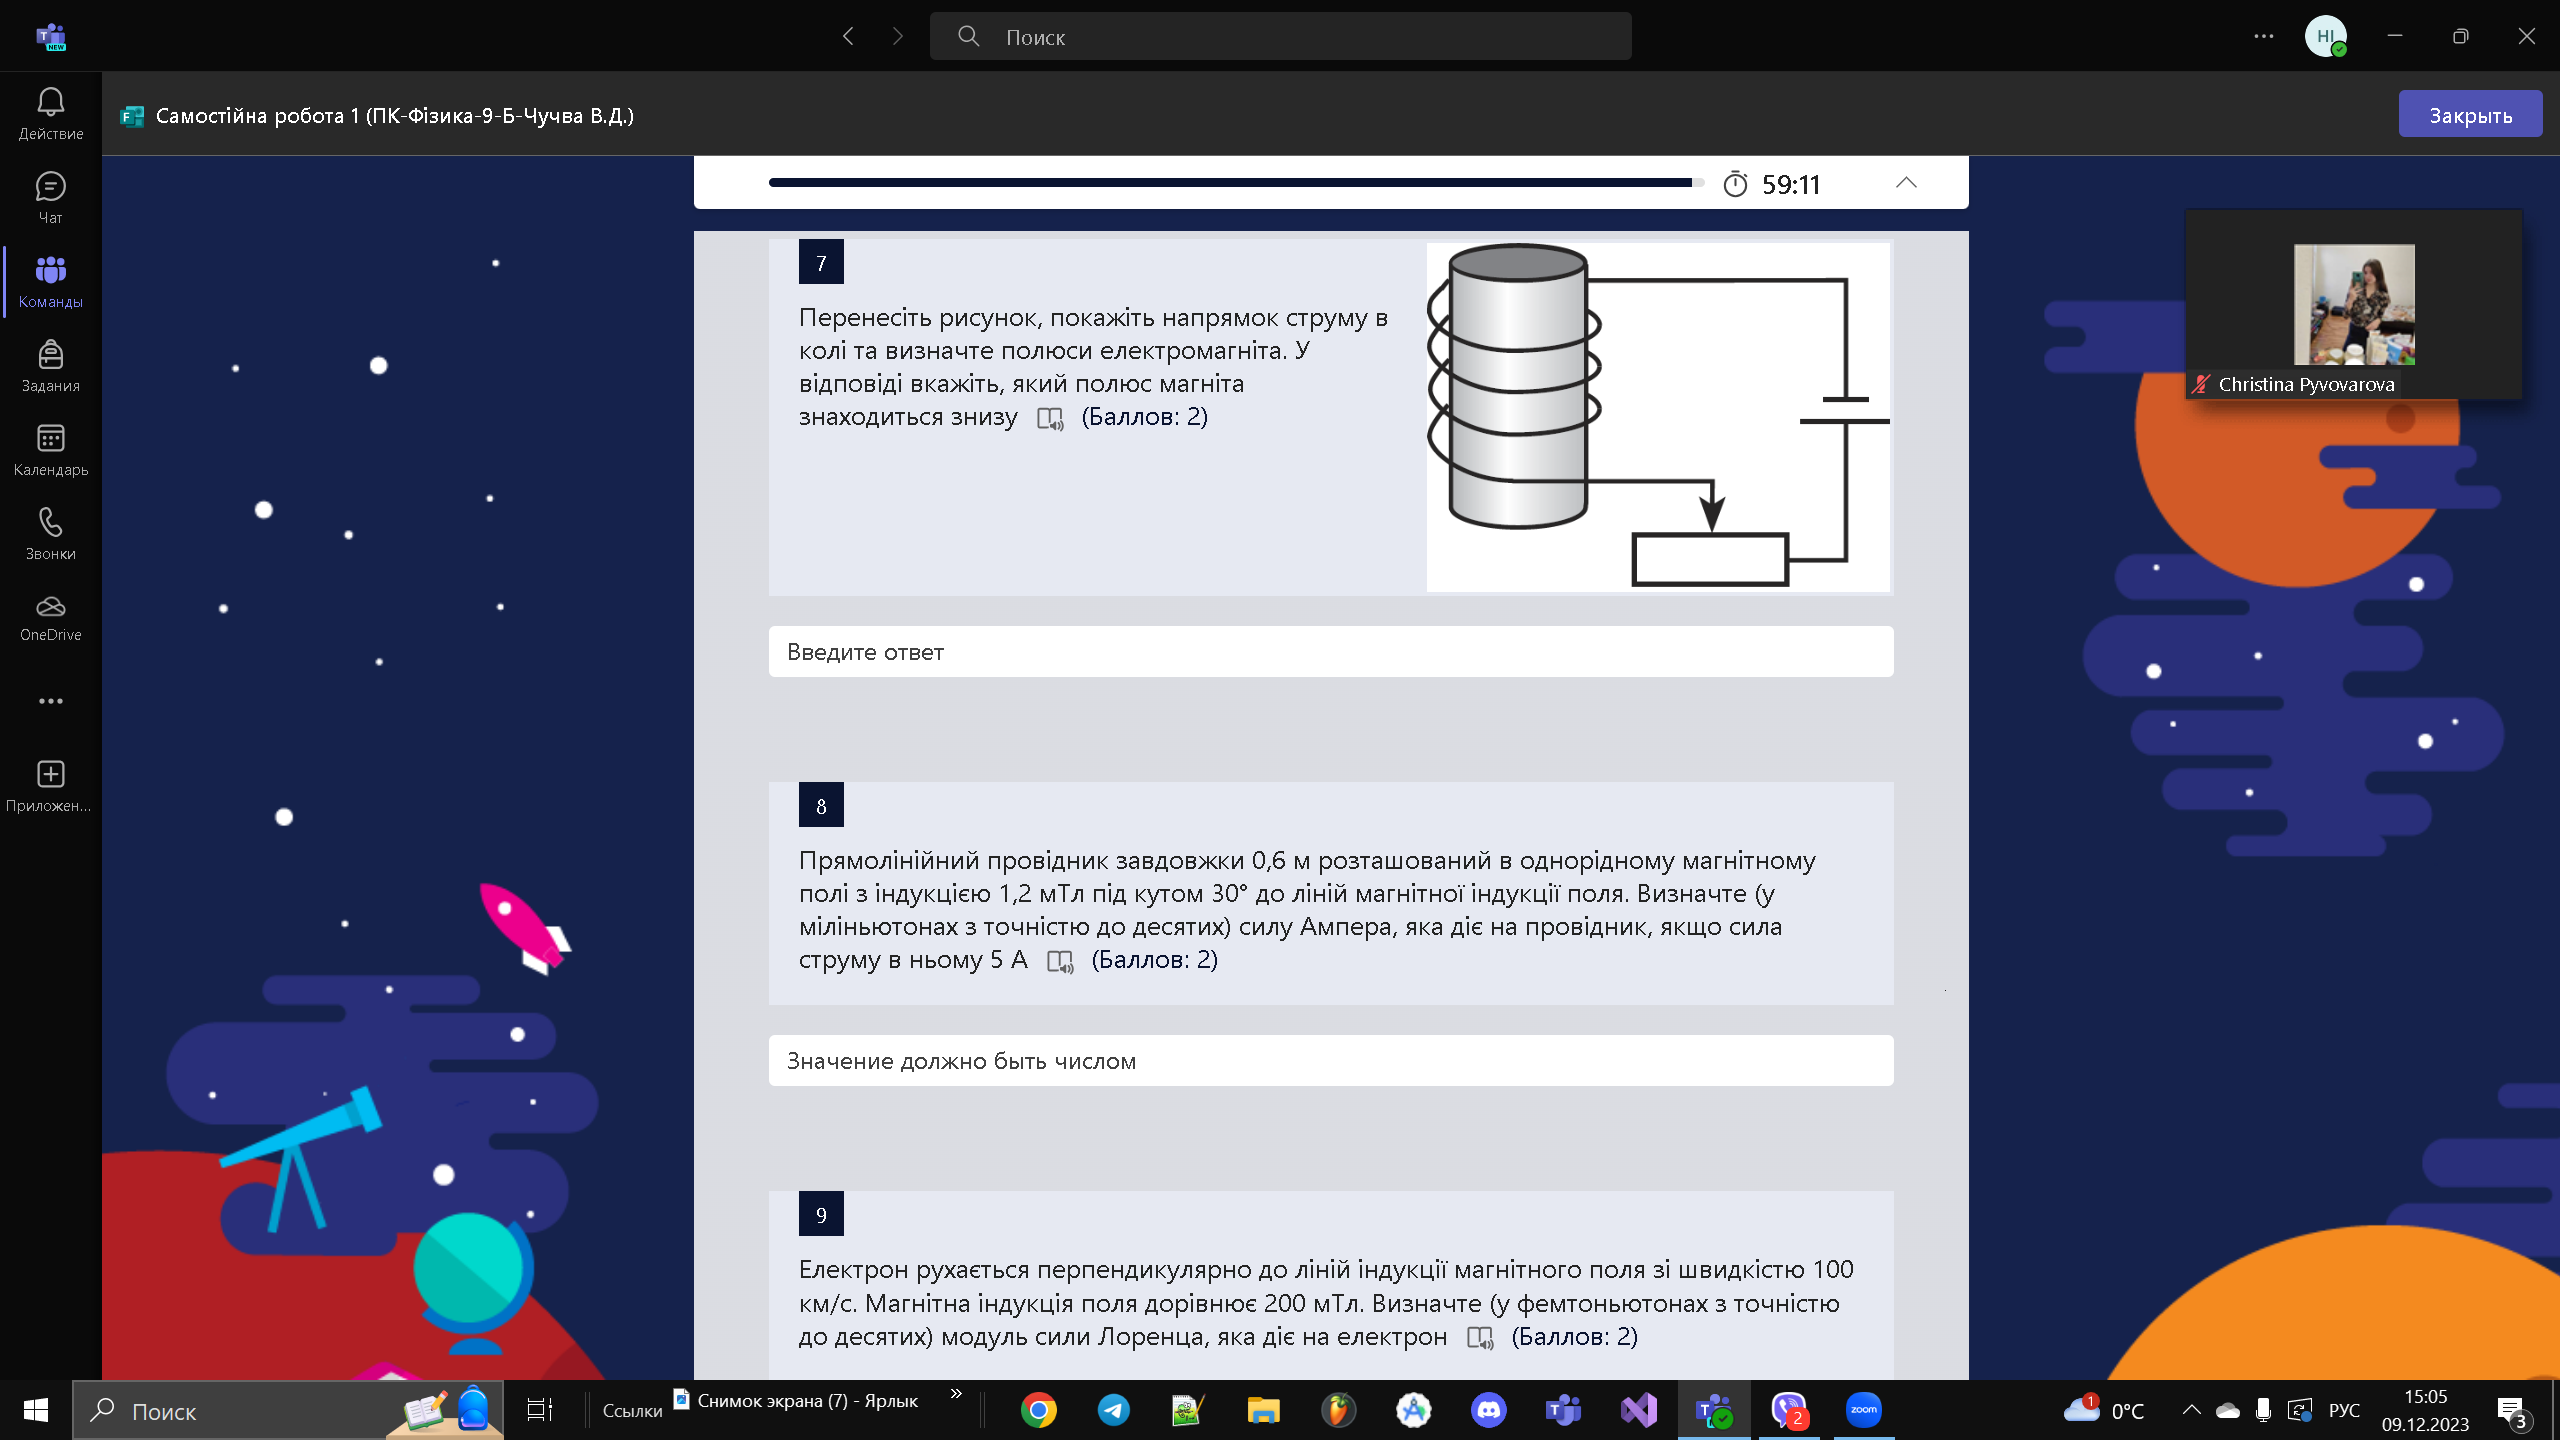 T
NEW
Поиск
HI
Действие
Чат
Команды
Задания
Календарь
Звонки
OneDrive
Приложен...
F
Самостійна робота 1 (ПК-Фізика-9-Б-Чучва В.Д.)
Закрыть
59:11
Christina Pyvovarova
7
Перенесіть рисунок, покажіть напрямок струму в
колі та визначте полюси електромагніта. У
відповіді вкажіть, який полюс магніта
знаходиться знизу (Баллов: 2)
Введите ответ
8
Прямолінійний провідник завдовжки 0,6 м розташований в однорідному магнітному
полі з індукцією 1,2 мТл під кутом 30° до ліній магнітної індукції поля. Визначте (у
міліньютонах з точністю до десятих) силу Ампера, яка діє на провідник, якщо сила
струму в ньому 5 А (Баллов: 2)
Значение должно быть числом
9
Електрон рухається перпендикулярно до ліній індукції магнітного поля зі швидкістю 100
км/с. Магнітна індукція поля дорівнює 200 мТл. Визначте (у фемтоньютонах з точністю
до десятих) модуль сили Лоренца, яка діє на електрон (Баллов: 2)
Поиск
Ссылки
Снимок экрана (7) - Ярлык
»
T
T
2
zoom
1
0°C
РУС
15:05
09.12.2023
3